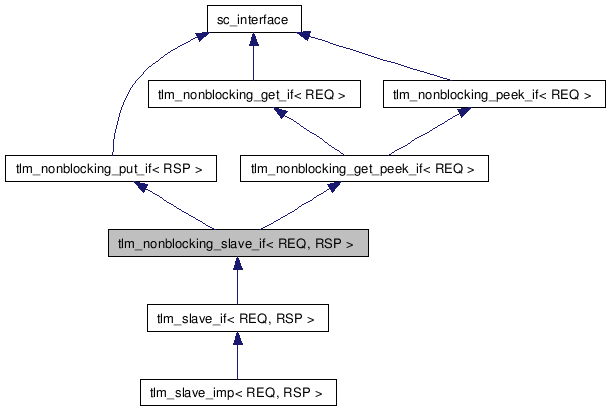 sc_interface
tlm_nonblocking_get_if< REQ >
tlm_nonblocking_peek_if< REQ >
tlm_nonblocking_put_if< RSP >
tlm_nonblocking_get_peek_if< REQ >
tlm_nonblocking_slave_if< REQ, RSP >
tlm_slave_if< REQ, RSP >
tlm_slave_imp< REQ, RSP >